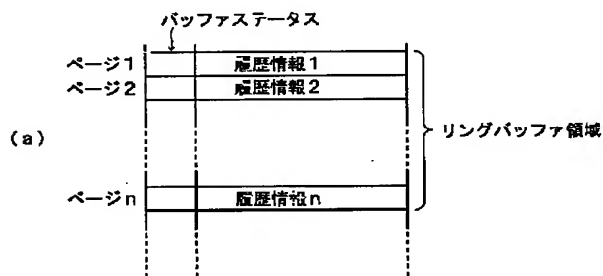 バッファステータス
ページ1 履歴情報1
ページ2 履歴情報2
(a) リングバッファ領域
ページn 履歴情報n